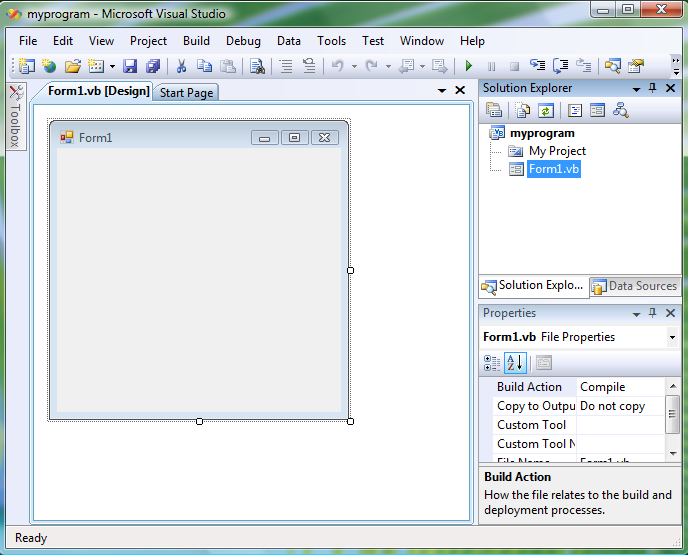 myprogram - Microsoft Visual Studio
File Edit View Project Build Debug Data Tools Test Window Help
Form1.vb [Design] Start Page
Toolbox
Form1
Solution Explorer
myprogram
My Project
Form1.vb
Solution Explo... Data Sources
Properties
Form1.vb File Properties
Build Action Compile
Copy to Outpu Do not copy
Custom Tool
Custom Tool N
File Name Form1.vb
Build Action
How the file relates to the build and
deployment processes.
Ready